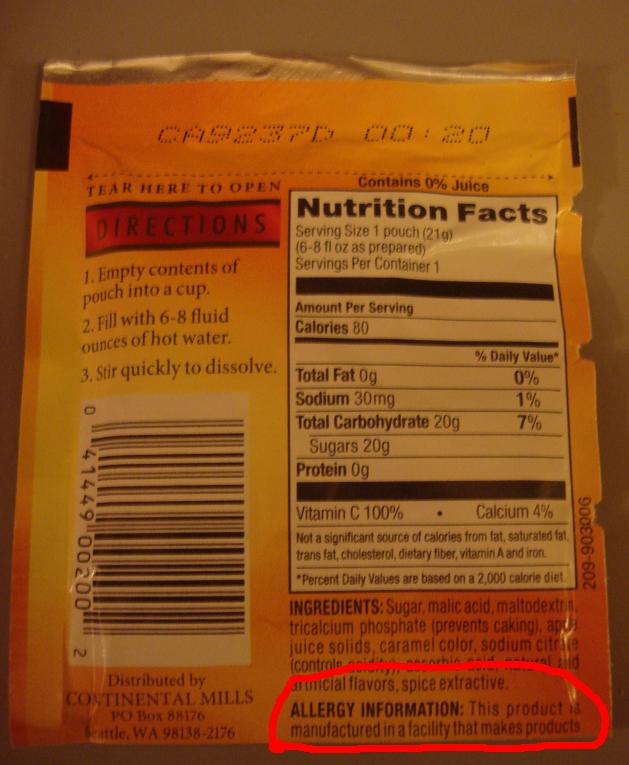 CA9237D 00:20
TEAR HERE TO OPEN
DIRECTIONS
1. Empty contents of
pouch into a cup.
2. Fill with 6-8 fluid
ounces of hot water.
3. Stir quickly to dissolve.
0 41449 00200 2
Distributed by
CONTINENTAL MILLS
PO Box 88176
Seattle, WA 98138-2176
Contains 0% Juice
Nutrition Facts
Serving Size 1 pouch (21g)
(6-8 fl oz as prepared)
Servings Per Container 1
Amount Per Serving
Calories 80
% Daily Value*
Total Fat 0g 0%
Sodium 30mg 1%
Total Carbohydrate 20g 7%
Sugars 20g
Protein 0g
Vitamin C 100% • Calcium 4%
Not a significant source of calories from fat, saturated fat,
trans fat, cholesterol, dietary fiber, vitamin A and iron.
*Percent Daily Values are based on a 2,000 calorie diet.
209-903006
INGREDIENTS: Sugar, malic acid, maltodextrin,
tricalcium phosphate (prevents caking), apple
juice solids, caramel color, sodium citrate
(controls acidity), ascorbic acid, natural and
artificial flavors, spice extractive.
ALLERGY INFORMATION: This product is
manufactured in a facility that makes products